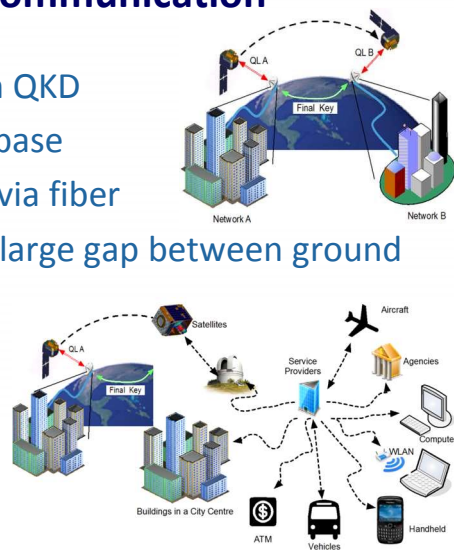 ommunication
QKD
base
via fiber
large gap between ground
QL A
QL B
Final Key
Network A
Network B
Satellites
Aircraft
QL A
Service
Providers
Agencies
Final Key
Compute
WLAN
Buildings in a City Centre
ATM
Vehicles
Handheld